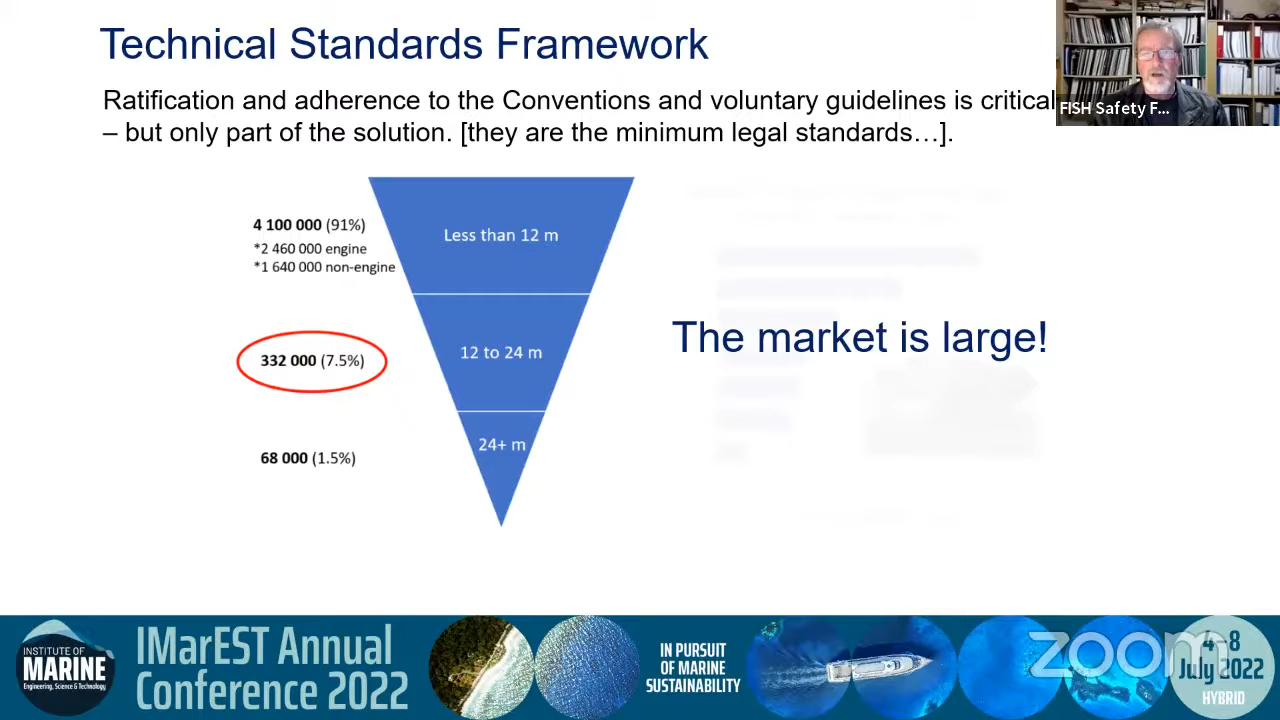 Technical Standards Framework
Ratification and adherence to the Conventions and voluntary guidelines is critical
– but only part of the solution. [they are the minimum legal standards…].
FISH Safety F...
4 100 000 (91%)
*2 460 000 engine
*1 640 000 non-engine
Less than 12 m
332 000 (7.5%)
12 to 24 m
The market is large!
68 000 (1.5%)
24+ m
INSTITUTE OF
MARINE
Engineering, Science & Technology
IMarEST Annual
Conference 2022
IN PURSUIT
OF MARINE
SUSTAINABILITY
zoom
4–8
July 2022
HYBRID